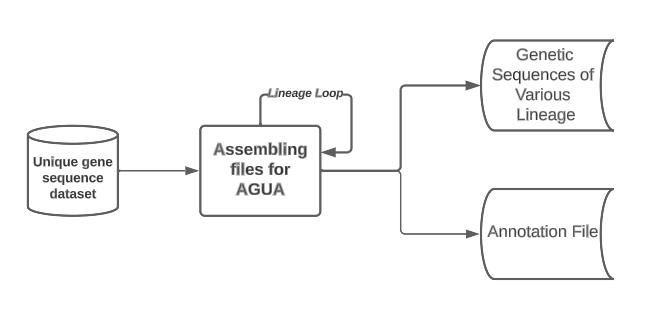 Unique gene
sequence
dataset
Lineage Loop
Assembling
files for
AGUA
Genetic
Sequences of
Various
Lineage
Annotation File